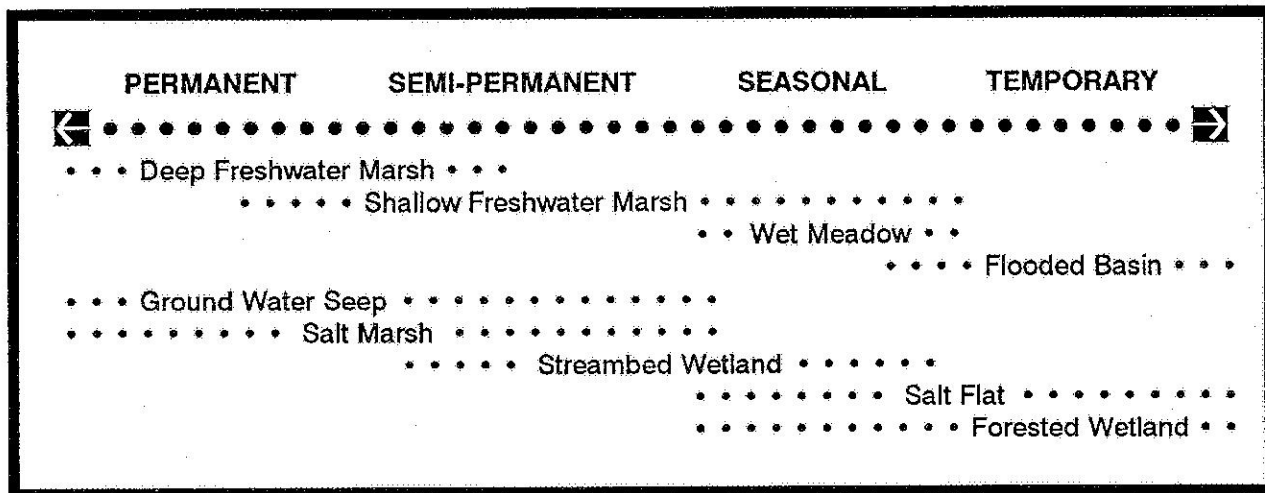 PERMANENT SEMI-PERMANENT SEASONAL TEMPORARY
Deep Freshwater Marsh
Shallow Freshwater Marsh
Wet Meadow
Flooded Basin
Ground Water Seep
Salt Marsh
Streambed Wetland
Salt Flat
Forested Wetland